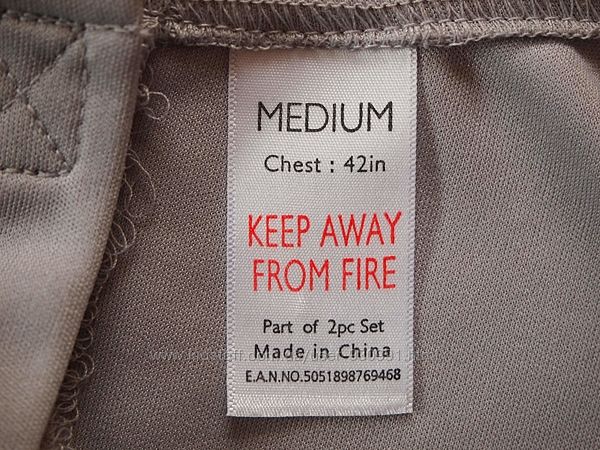 MEDIUM
Chest : 42in
KEEP AWAY
FROM FIRE
Part of 2pc Set
Made in China
E.A.N.NO.5051898769468